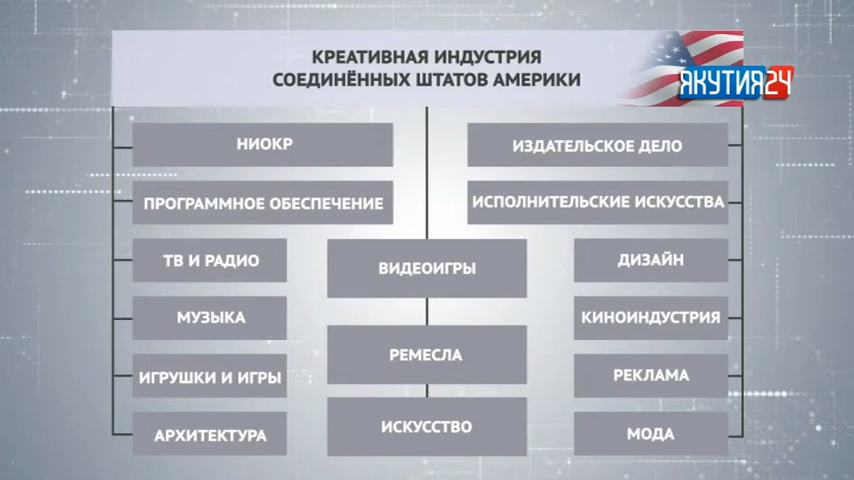 КРЕАТИВНАЯ ИНДУСТРИЯ
СОЕДИНЁННЫХ ШТАТОВ АМЕРИКИ
ЯКУТИЯ24
НИОКР
ИЗДАТЕЛЬСКОЕ ДЕЛО
ПРОГРАММНОЕ ОБЕСПЕЧЕНИЕ
ИСПОЛНИТЕЛЬСКИЕ ИСКУССТВА
ТВ И РАДИО
ВИДЕОИГРЫ
ДИЗАЙН
МУЗЫКА
КИНОИНДУСТРИЯ
РЕМЕСЛА
ИГРУШКИ И ИГРЫ
РЕКЛАМА
АРХИТЕКТУРА
ИСКУССТВО
МОДА